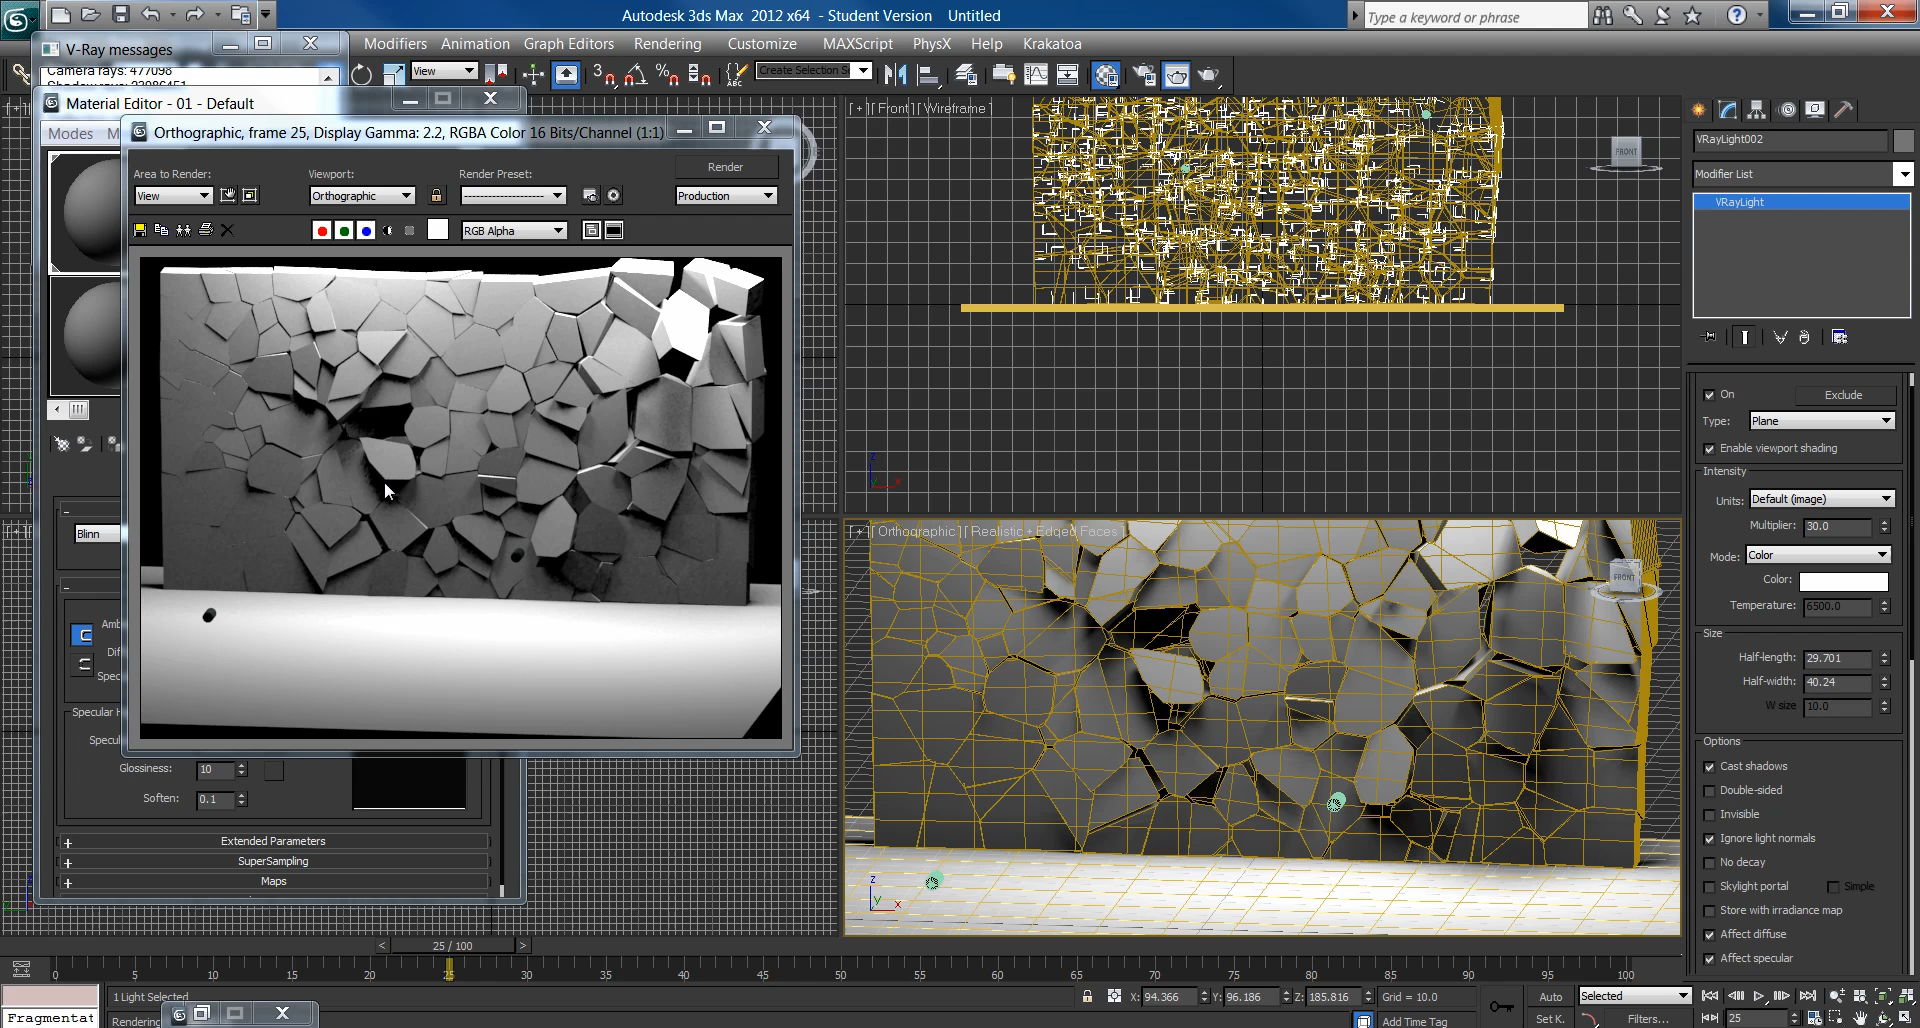 Autodesk 3ds Max 2012 x64 - Student Version Untitled
Type a keyword or phrase
V-Ray messages
Modifiers Animation Graph Editors Rendering Customize MAXScript PhysX Help Krakatoa
Camera rays: 477098
View
Create Selection S
Material Editor - 01 - Default
Modes M
Orthographic, frame 25, Display Gamma: 2.2, RGBA Color 16 Bits/Channel (1:1)
Area to Render:
View
Viewport:
Orthographic
Render Preset:
Render
Production
RGB Alpha
[ + ][ Front ][ Wireframe ]
FRONT
[ + ][ Orthographic ][ Realistic + Edged Faces ]
FRONT
z
x
z
y
x
VRayLight002
Modifier List
VRayLight
On
Exclude
Type: Plane
Enable viewport shading
Intensity
Units: Default (image)
Multiplier: 30.0
Mode: Color
Color:
Temperature: 6500.0
Size
Half-length: 29.701
Half-width: 40.24
W size 10.0
Options
Cast shadows
Double-sided
Invisible
Ignore light normals
No decay
Skylight portal Simple
Store with irradiance map
Affect diffuse
Affect specular
Blinn
Amb
Dif
Spec
Specular H
Specul
Glossiness: 10
Soften: 0.1
Extended Parameters
SuperSampling
Maps
< 25 / 100 >
0 5 10 15 20 25 30 35 40 45 50 55 60 65 70 75 80 85 90 95 100
1 Light Selected
X: 94.366 Y: 96.186 Z: 185.816 Grid = 10.0
Auto Selected
Fragmentat
Rendering
Add Time Tag
Set K. Filters... 25